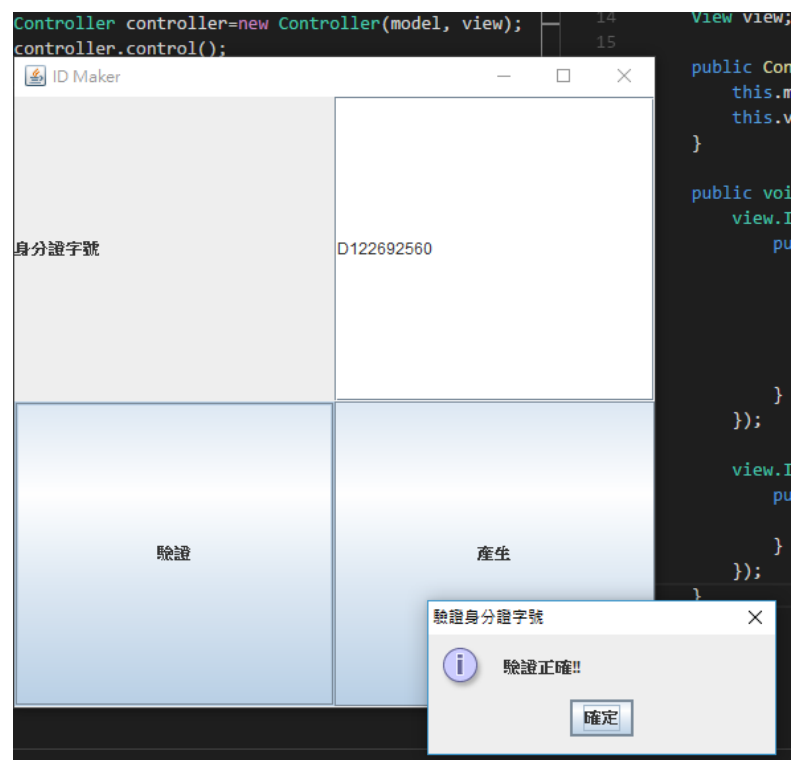 Controller controller=new Controller(model, view);
controller.control();
14
15
View view;
public Con
this.m
this.v
}
public voi
view.I
pu
}
});
view.I
pu
}
});
}
ID Maker
身分證字號
D122692560
驗證
產生
驗證身分證字號
驗證正確!!
確定